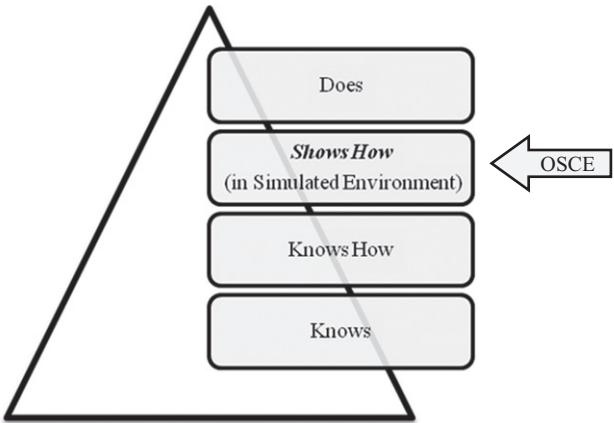 Does
Shows How
(in Simulated Environment)
OSCE
Knows How
Knows